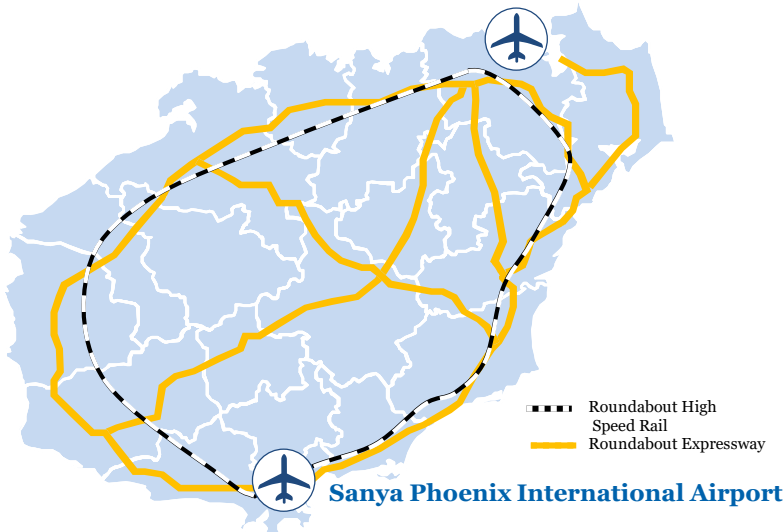 Roundabout High
Speed Rail
Roundabout Expressway
Sanya Phoenix International Airport